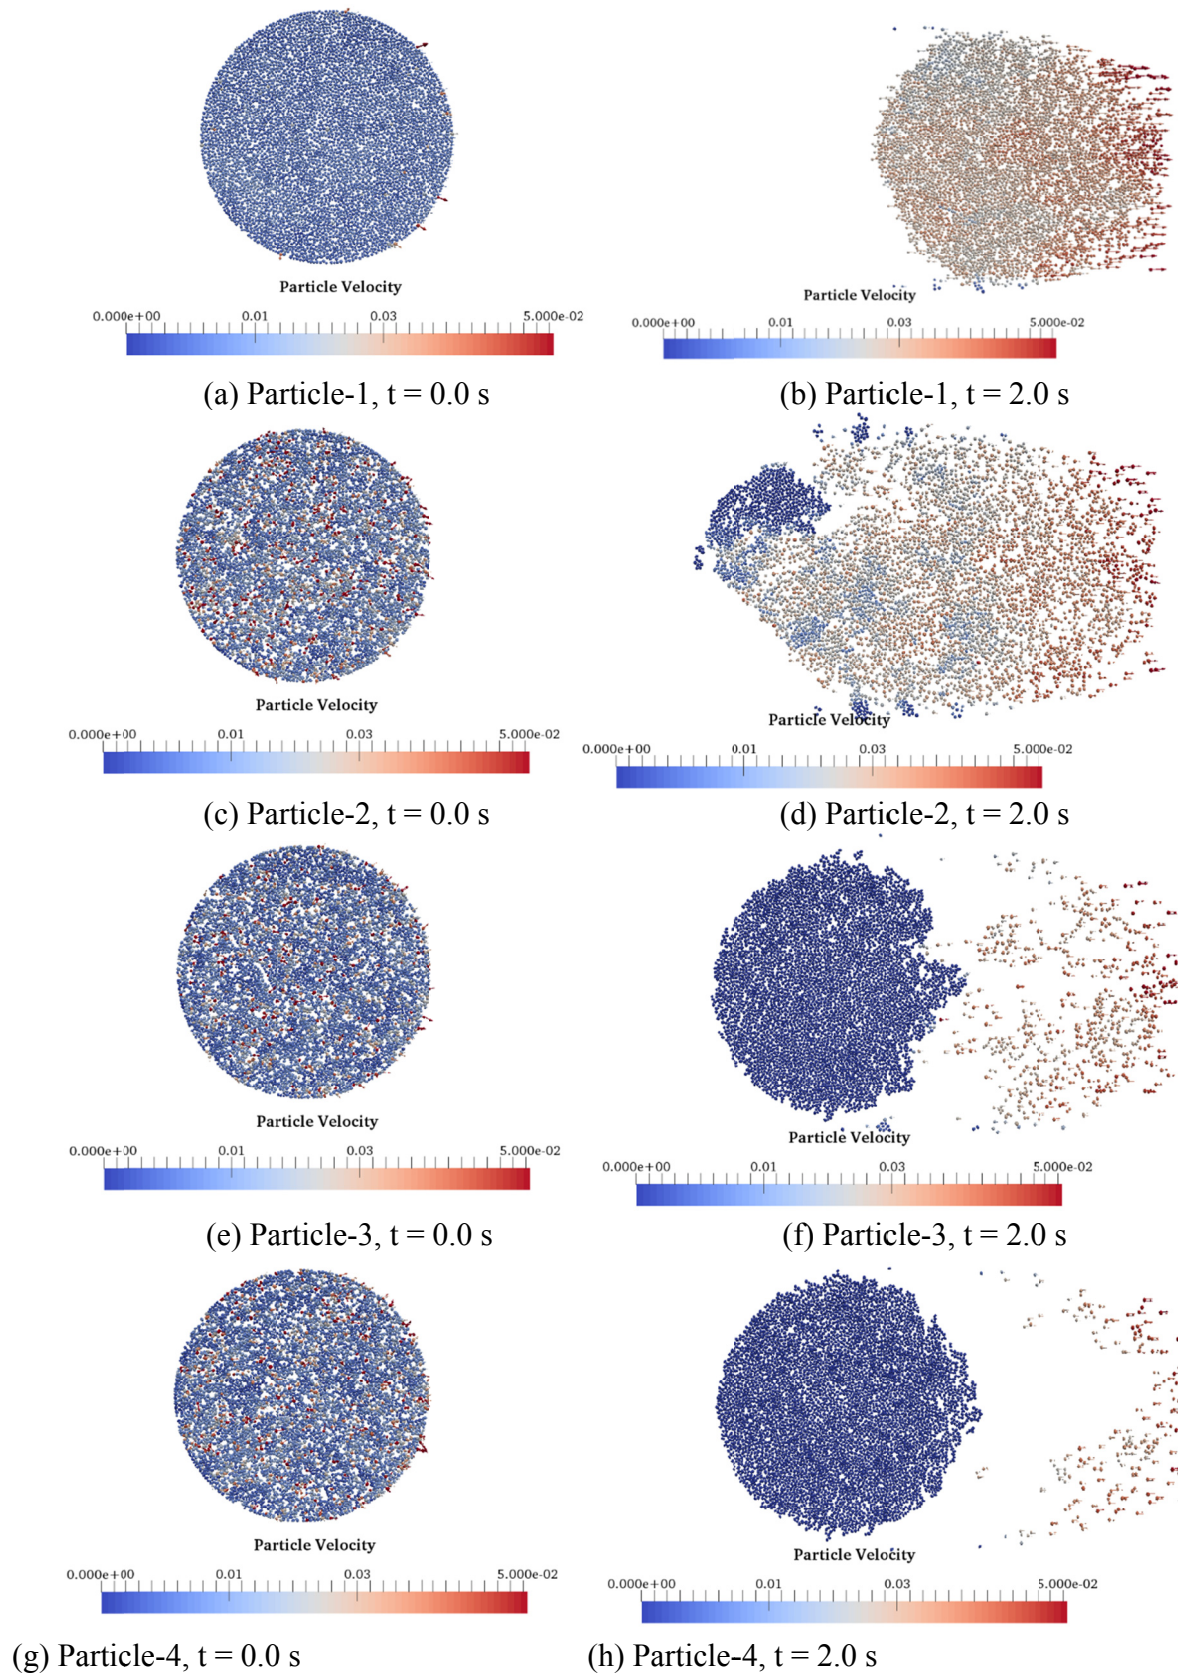 Particle Velocity
0.000e+00 0.01 0.03 5.000e-02
(a) Particle-1, t = 0.0 s
Particle Velocity
0.000e+00 0.01 0.03 5.000e-02
(b) Particle-1, t = 2.0 s
Particle Velocity
0.000e+00 0.01 0.03 5.000e-02
(c) Particle-2, t = 0.0 s
Particle Velocity
0.000e+00 0.01 0.03 5.000e-02
(d) Particle-2, t = 2.0 s
Particle Velocity
0.000e+00 0.01 0.03 5.000e-02
(e) Particle-3, t = 0.0 s
Particle Velocity
0.000e+00 0.01 0.03 5.000e-02
(f) Particle-3, t = 2.0 s
Particle Velocity
0.000e+00 0.01 0.03 5.000e-02
(g) Particle-4, t = 0.0 s
Particle Velocity
0.000e+00 0.01 0.03 5.000e-02
(h) Particle-4, t = 2.0 s